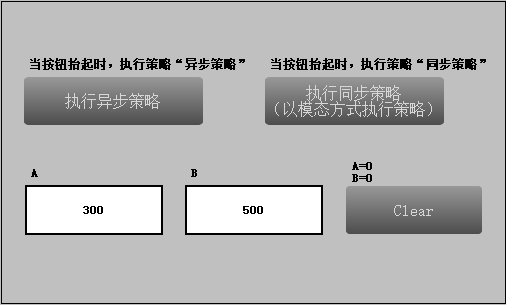 当按钮抬起时，执行策略“异步策略”
当按钮抬起时，执行策略“同步策略”
执行异步策略
执行同步策略
（以模态方式执行策略）
A
B
A=0
B=0
300
500
Clear